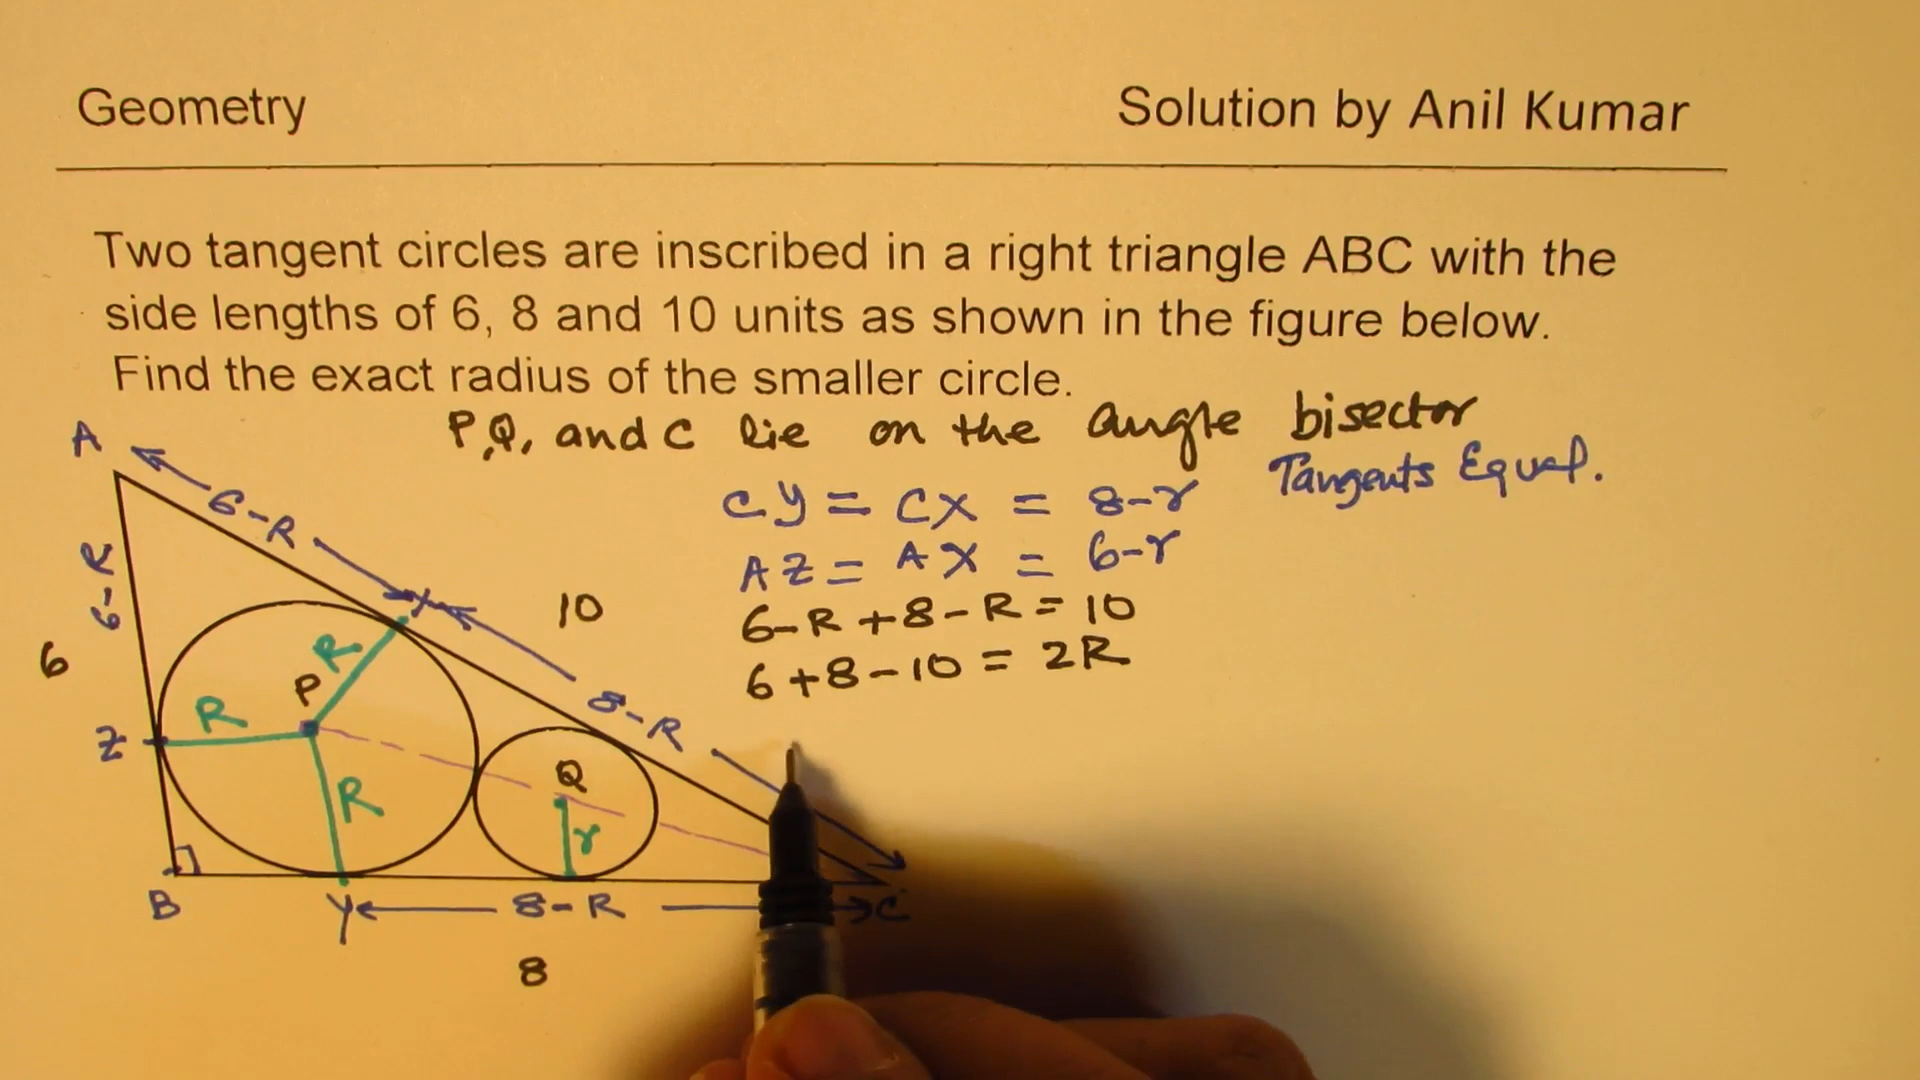 Geometry
Solution by Anil Kumar
Two tangent circles are inscribed in a right triangle ABC with the
side lengths of 6, 8 and 10 units as shown in the figure below.
Find the exact radius of the smaller circle.
P,Q, and C lie on the angle bisector
Tangents Equal.
CY = CX = 8-r
AZ = AX = 6-r
6-R+8-R=10
6+8-10=2R
A
6-R
6-R
X
10
6
R
P
R
8-R
Z
Q
R
r
B
Y
8-R
C
8